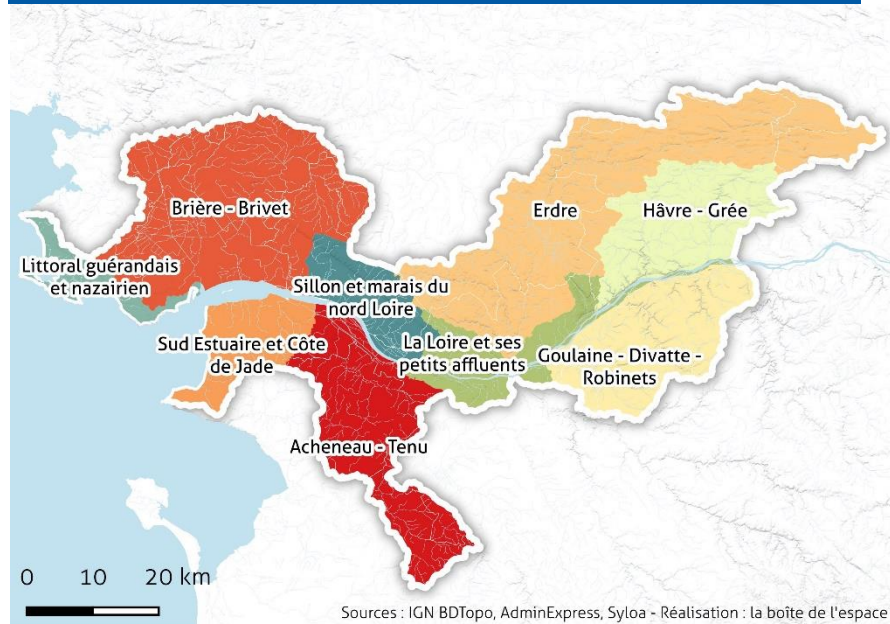 Brière - Brivet
Erdre
Hâvre - Grée
Littoral guérandais
et nazairien
Sillon et marais du
nord Loire
Sud Estuaire et Côte
de Jade
La Loire et ses
petits affluents
Goulaine - Divatte -
Robinets
Acheneau - Tenu
0 10 20 km
Sources : IGN BDTopo, AdminExpress, Syloa - Réalisation : la boîte de l'espace